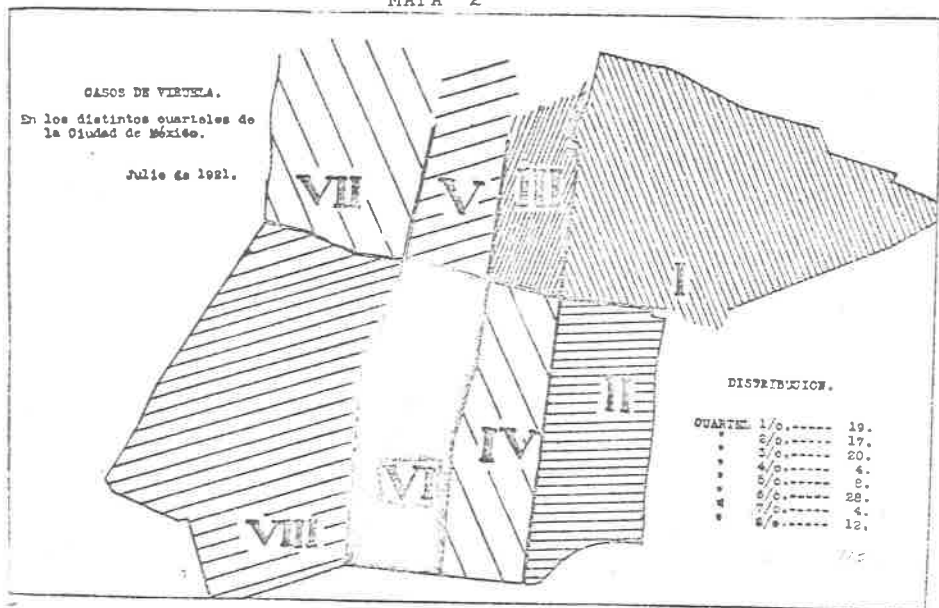 MAPA 2
CASOS DE VIRUELA.
En los distintos cuarteles de
la Ciudad de México.
Julio de 1921.
VII
V
III
I
II
IV
VI
VIII
DISTRIBUCION.
CUARTEL 1/o.----- 19.
" 2/o.----- 17.
" 3/o.----- 20.
" 4/o.----- 4.
" 5/o.----- 8.
" 6/o.----- 28.
" 7/o.----- 4.
" 8/o.----- 12.